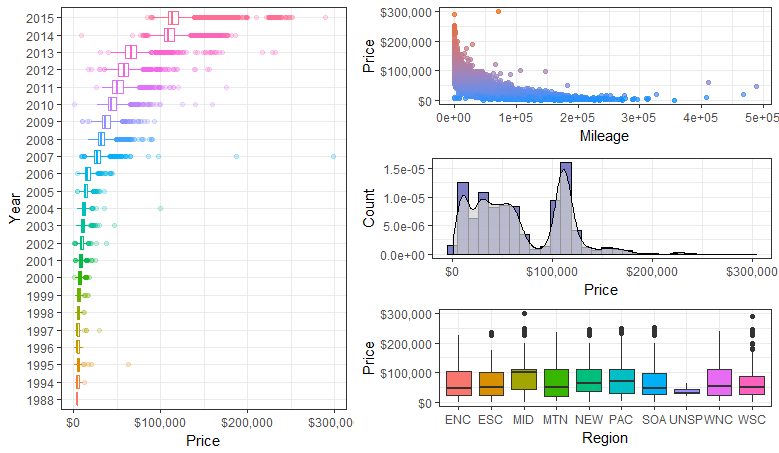 Year
2015
2014
2013
2012
2011
2010
2009
2008
2007
2006
2005
2004
2003
2002
2001
2000
1999
1998
1997
1996
1995
1994
1988
$0 $100,000 $200,000 $300,00
Price
Price
$300,000
$200,000
$100,000
$0
0e+00 1e+05 2e+05 3e+05 4e+05 5e+05
Mileage
Count
1.5e-05
1.0e-05
5.0e-06
0.0e+00
$0 $100,000 $200,000 $300,000
Price
Price
$300,000
$200,000
$100,000
$0
ENC ESC MID MTN NEW PAC SOA UNSP WNC WSC
Region